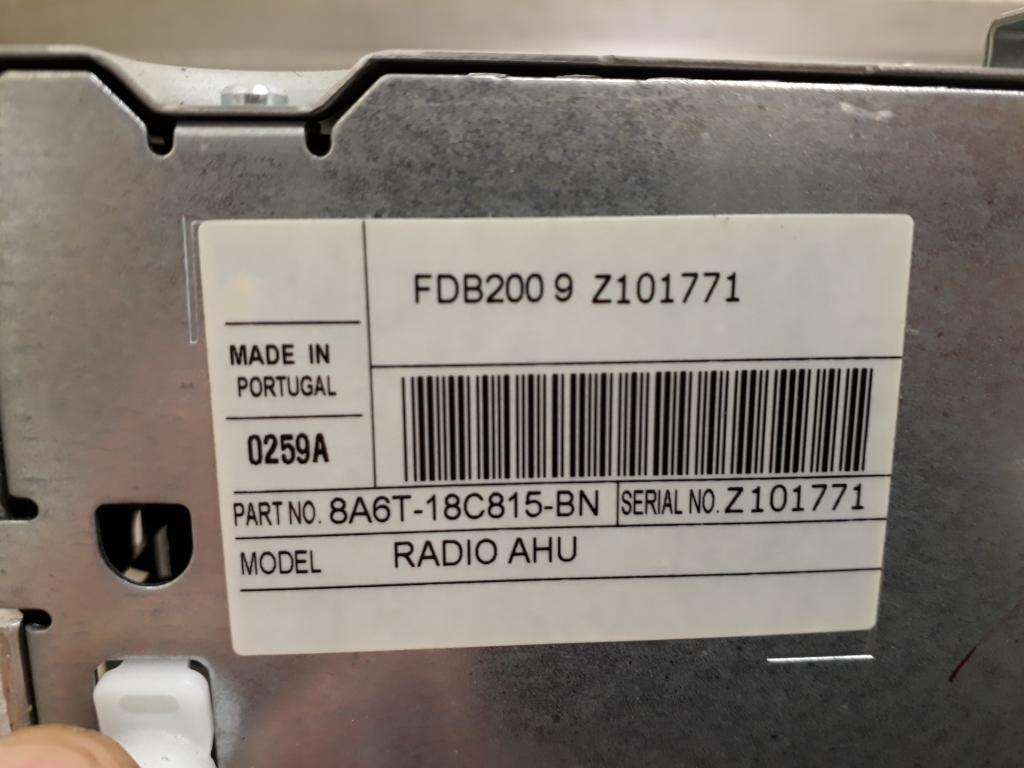 FDB200 9 Z101771
MADE IN
PORTUGAL
0259A
PART NO. 8A6T-18C815-BN SERIAL NO. Z101771
MODEL RADIO AHU